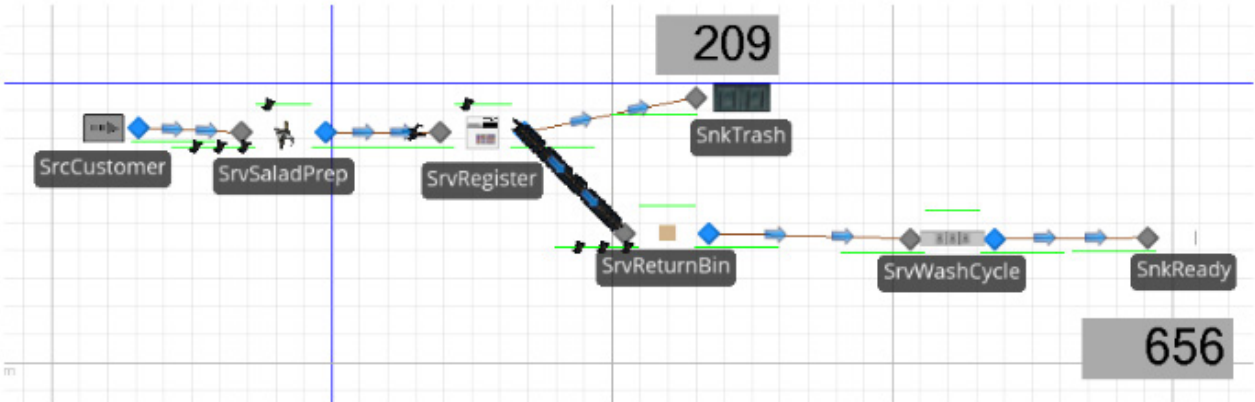 209
SnkTrash
SrcCustomer
SrvSaladPrep
SrvRegister
SrvReturnBin
SrvWashCycle
SnkReady
656
m